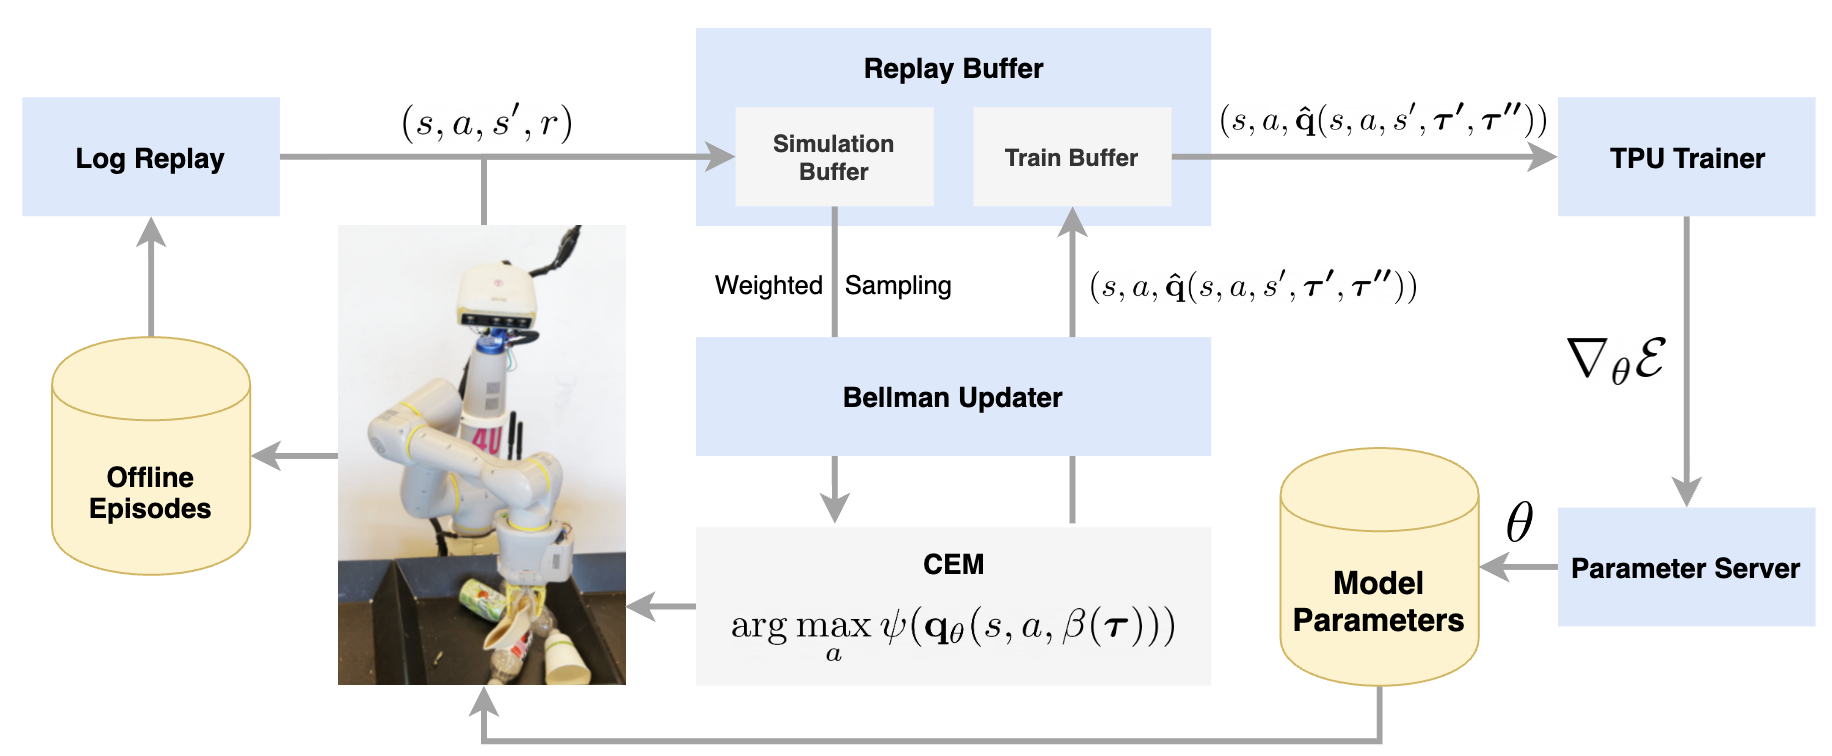 Replay Buffer
(s, a, s′, r)
Log Replay
Simulation
Buffer
Train Buffer
(s, a, q̂(s, a, s′, τ′, τ″))
TPU Trainer
Weighted Sampling
(s, a, q̂(s, a, s′, τ′, τ″))
∇θℰ
Bellman Updater
40
Offline
Episodes
CEM
arg max ψ(qθ(s, a, β(τ)))
a
θ
Model
Parameters
Parameter Server